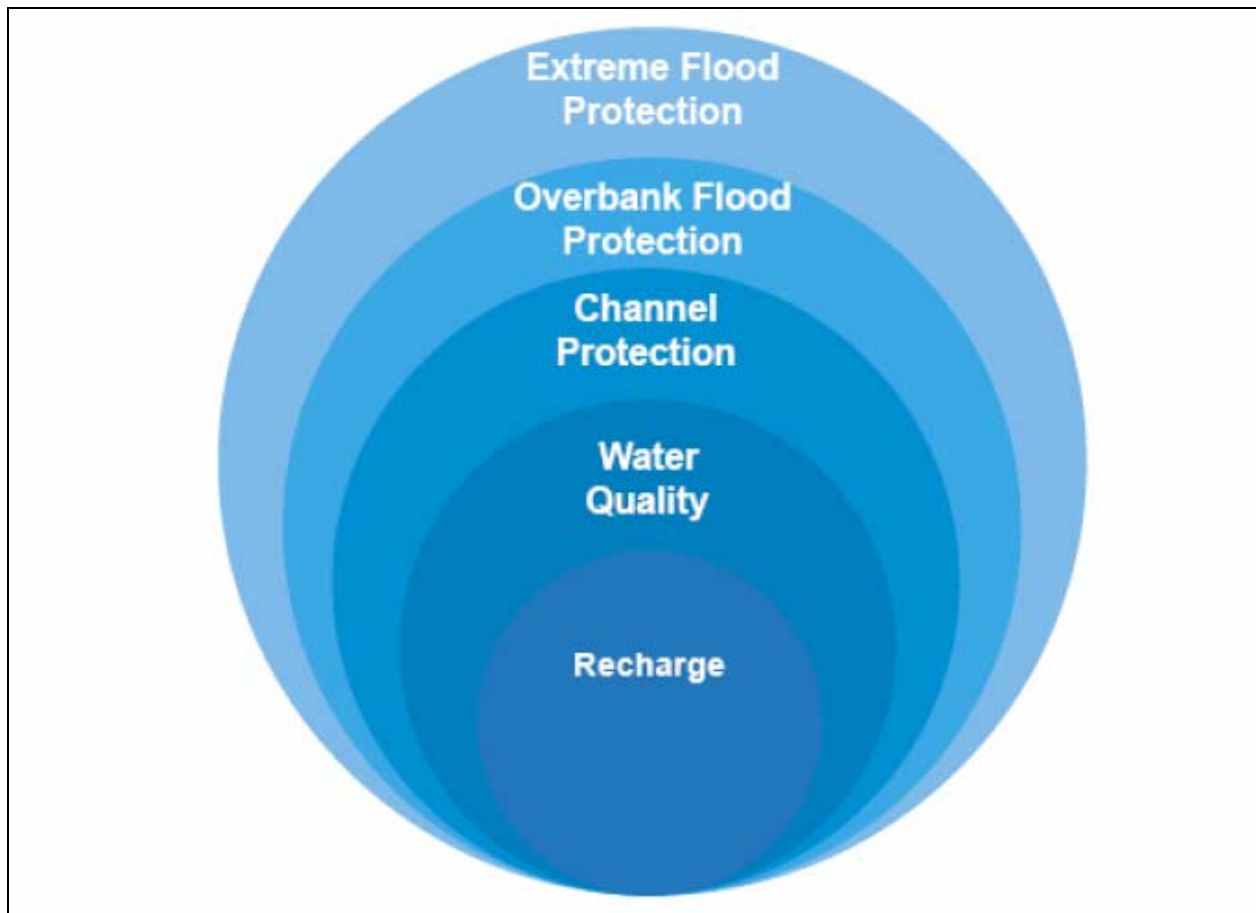 Extreme Flood
Protection
Overbank Flood
Protection
Channel
Protection
Water
Quality
Recharge